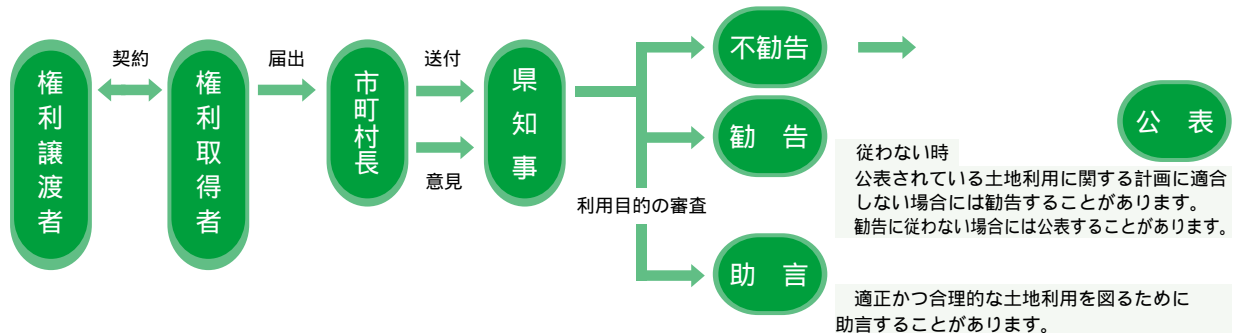 権利譲渡者
契約
権利取得者
届出
市町村長
送付
意見
県知事
利用目的の審査
不勧告
勧　告
助　言
公　表
従わない時
公表されている土地利用に関する計画に適合
しない場合には勧告することがあります。
勧告に従わない場合には公表することがあります。
適正かつ合理的な土地利用を図るために
助言することがあります。